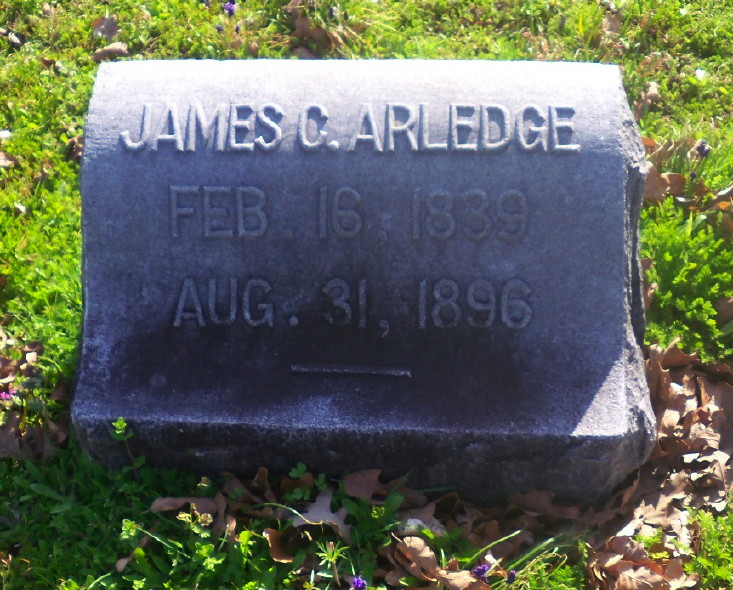 JAMES C. ARLEDGE
FEB. 16, 1839
AUG. 31, 1896